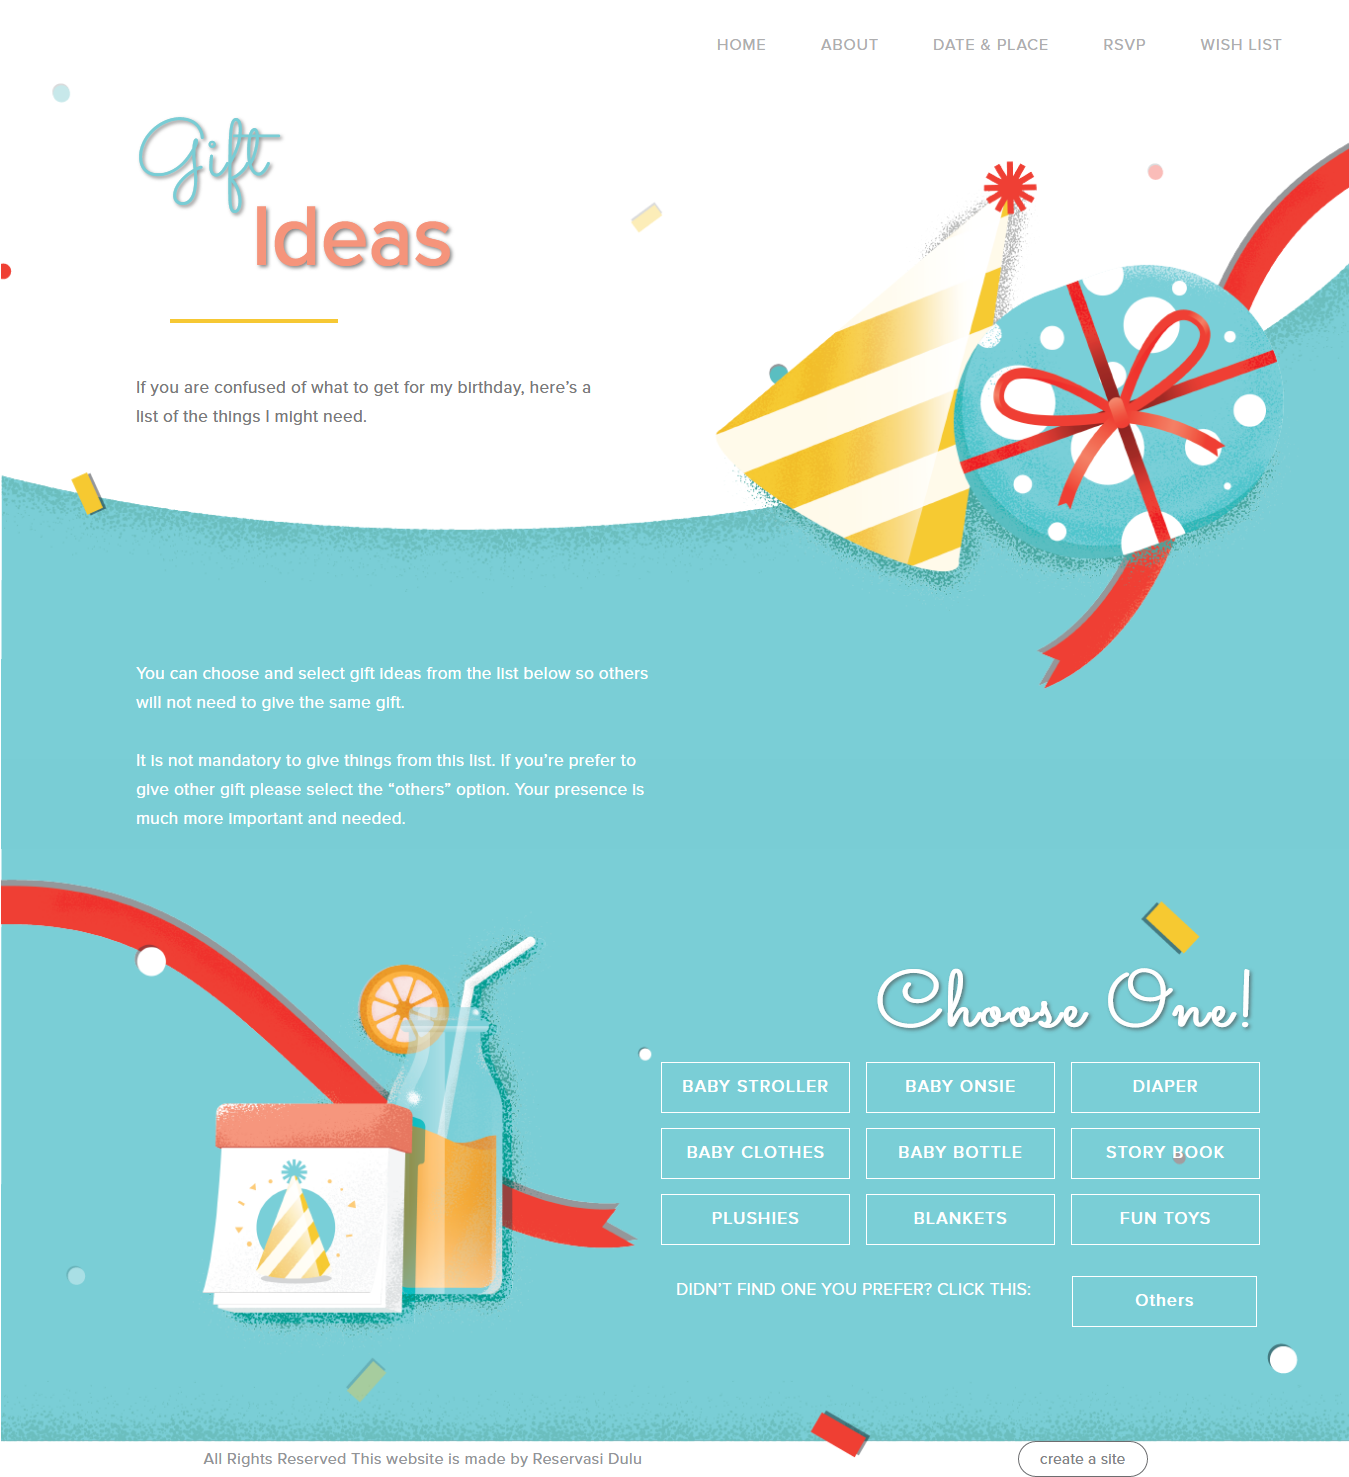 HOME ABOUT DATE & PLACE RSVP WISH LIST
Gift
Ideas
If you are confused of what to get for my birthday, here’s a
list of the things I might need.
You can choose and select gift ideas from the list below so others
will not need to give the same gift.
It is not mandatory to give things from this list. If you’re prefer to
give other gift please select the “others” option. Your presence is
much more important and needed.
Choose One!
BABY STROLLER BABY ONSIE DIAPER
BABY CLOTHES BABY BOTTLE STORY BOOK
PLUSHIES BLANKETS FUN TOYS
DIDN’T FIND ONE YOU PREFER? CLICK THIS: Others
All Rights Reserved This website is made by Reservasi Dulu create a site